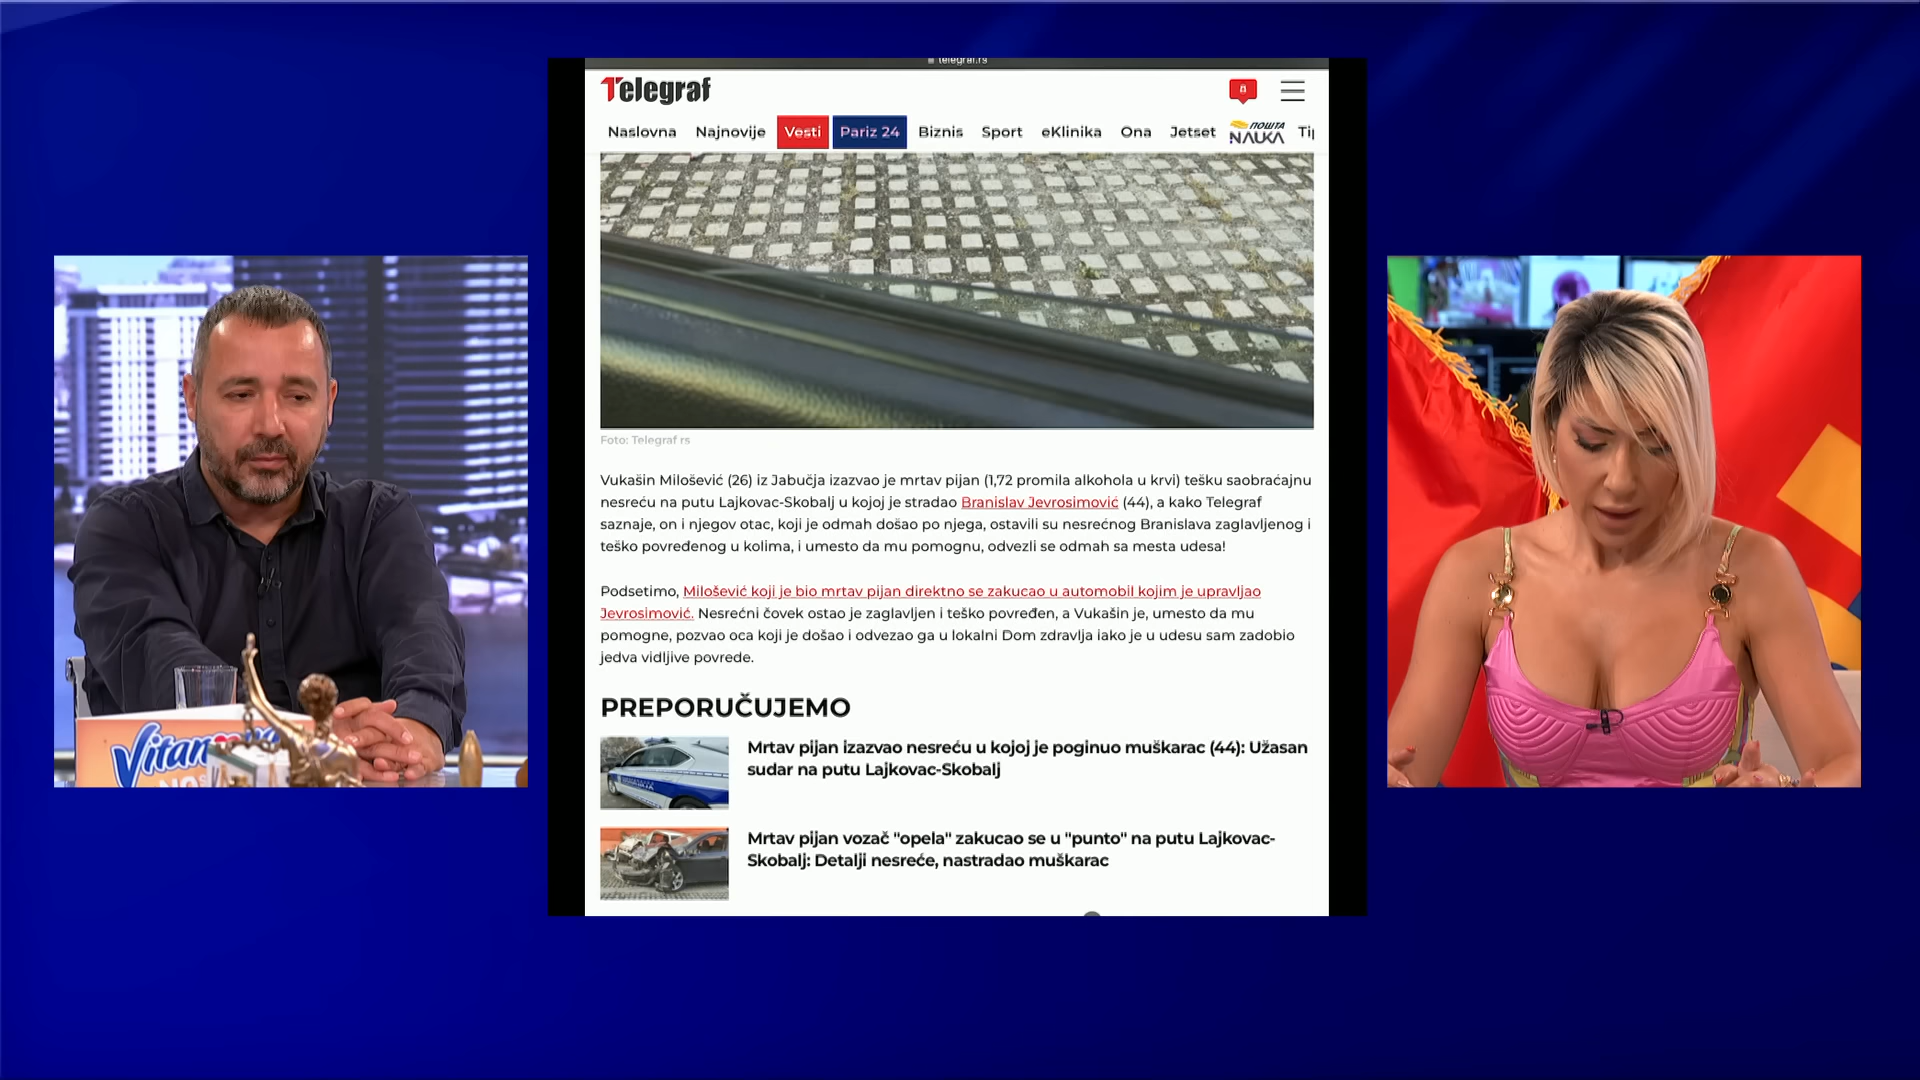 telegraf.rs
Telegraf
Naslovna Najnovije Vesti Pariz 24 Biznis Sport eKlinika Ona Jetset ПОШТА NAUKA
Foto: Telegraf rs
Vukašin Milošević (26) iz Jabučja izazvao je mrtav pijan (1,72 promila alkohola u krvi) tešku saobraćajnu
nesreću na putu Lajkovac-Skobalj u kojoj je stradao Branislav Jevrosimović (44), a kako Telegraf
saznaje, on i njegov otac, koji je odmah došao po njega, ostavili su nesrećnog Branislava zaglavljenog i
teško povređenog u kolima, i umesto da mu pomognu, odvezli se odmah sa mesta udesa!
Podsetimo, Milošević koji je bio mrtav pijan direktno se zakucao u automobil kojim je upravljao
Jevrosimović. Nesrećni čovek ostao je zaglavljen i teško povređen, a Vukašin je, umesto da mu
pomogne, pozvao oca koji je došao i odvezao ga u lokalni Dom zdravlja iako je u udesu sam zadobio
jedva vidljive povrede.
PREPORUČUJEMO
Mrtav pijan izazvao nesreću u kojoj je poginuo muškarac (44): Užasan
sudar na putu Lajkovac-Skobalj
Mrtav pijan vozač "opela" zakucao se u "punto" na putu Lajkovac-
Skobalj: Detalji nesreće, nastradao muškarac